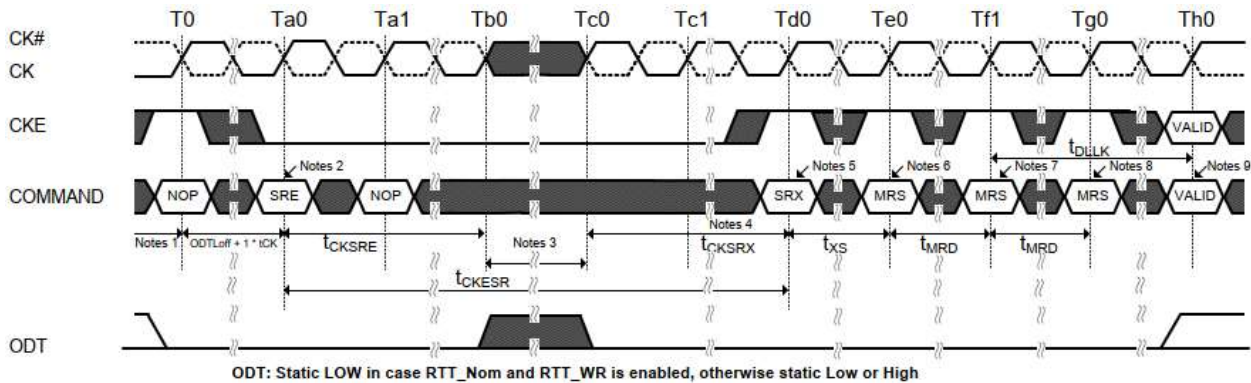 T0 Ta0 Ta1 Tb0 Tc0 Tc1 Td0 Te0 Tf1 Tg0 Th0
CK#
CK
CKE
VALID
tDLLK
Notes 2 Notes 5 Notes 6 Notes 7 Notes 8 Notes 9
COMMAND
NOP SRE NOP SRX MRS MRS MRS VALID
Notes 1 ODTLoff + 1 * tCK tCKSRE Notes 3 Notes 4 tCKSRX tXS tMRD tMRD
tCKESR
ODT
ODT: Static LOW in case RTT_Nom and RTT_WR is enabled, otherwise static Low or High